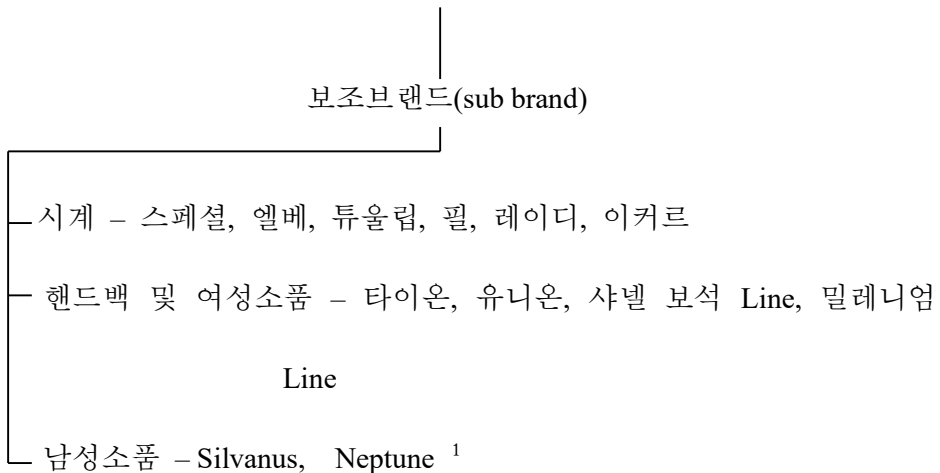 보조브랜드(sub brand)
시계 – 스페셜, 엘베, 튜울립, 필, 레이디, 이커르
핸드백 및 여성소품 – 타이온, 유니온, 샤넬 보석 Line, 밀레니엄
Line
남성소품 – Silvanus, Neptune 1